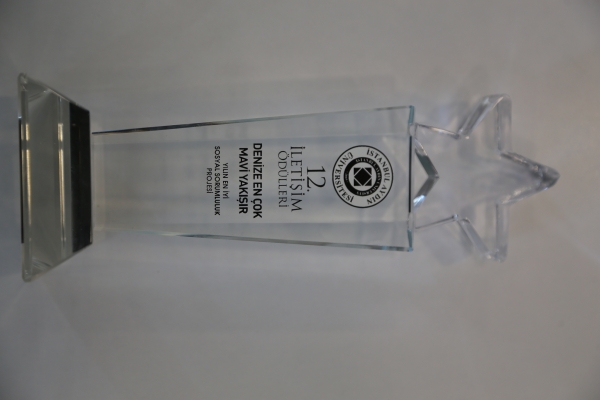 İSTANBUL AYDIN
ÜNİVERSİTESİ
12.
İLETİŞİM
ÖDÜLLERİ
DENİZE EN ÇOK
MAVİ YAKIŞIR
YILIN EN İYİ
SOSYAL SORUMLULUK
PROJESİ